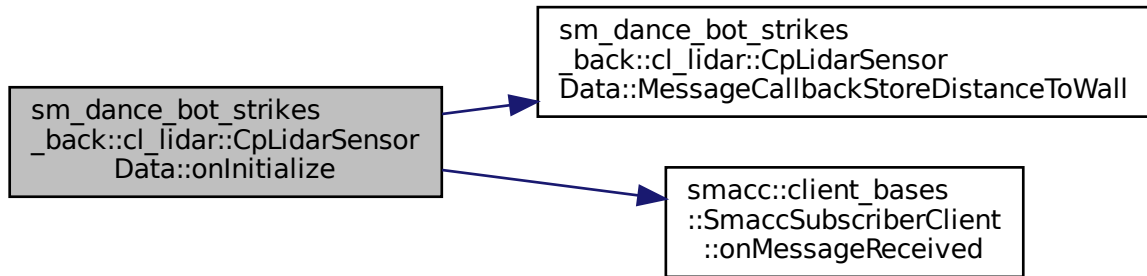 sm_dance_bot_strikes
_back::cl_lidar::CpLidarSensor
Data::onInitialize
sm_dance_bot_strikes
_back::cl_lidar::CpLidarSensor
Data::MessageCallbackStoreDistanceToWall
smacc::client_bases
::SmaccSubscriberClient
::onMessageReceived